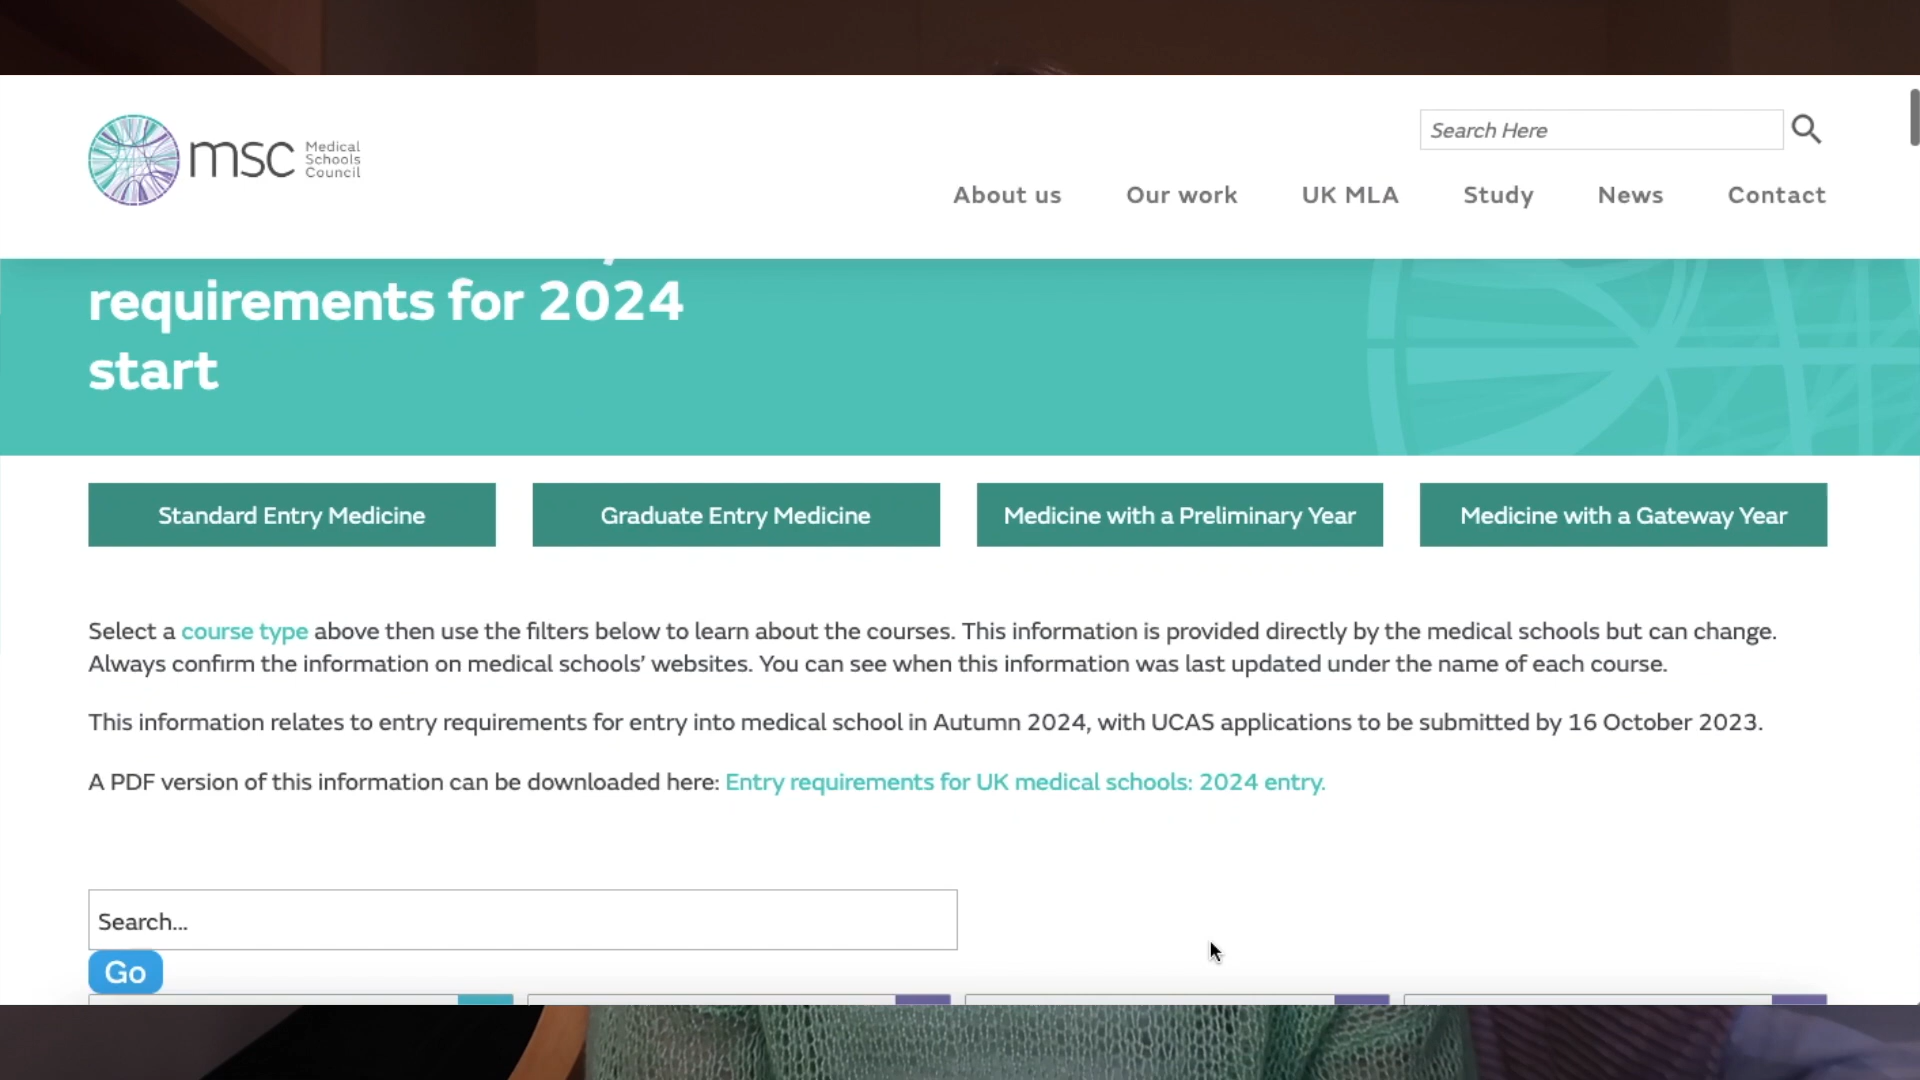 msc Medical
Schools
Council
Search Here
About us Our work UK MLA Study News Contact
requirements for 2024
start
Standard Entry Medicine Graduate Entry Medicine Medicine with a Preliminary Year Medicine with a Gateway Year
Select a course type above then use the filters below to learn about the courses. This information is provided directly by the medical schools but can change.
Always confirm the information on medical schools’ websites. You can see when this information was last updated under the name of each course.
This information relates to entry requirements for entry into medical school in Autumn 2024, with UCAS applications to be submitted by 16 October 2023.
A PDF version of this information can be downloaded here: Entry requirements for UK medical schools: 2024 entry.
Search...
Go